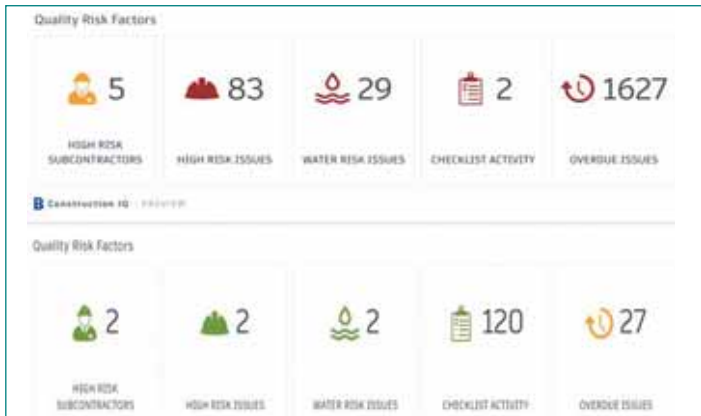 Quality Risk Factors
5 83 29 2 1627
HIGH RISK
SUBCONTRACTORS HIGH RISK ISSUES WATER RISK ISSUES CHECKLIST ACTIVITY OVERDUE ISSUES
B Construction IQ PREVIEW
Quality Risk Factors
2 2 2 120 27
HIGH RISK
SUBCONTRACTORS HIGH RISK ISSUES WATER RISK ISSUES CHECKLIST ACTIVITY OVERDUE ISSUES